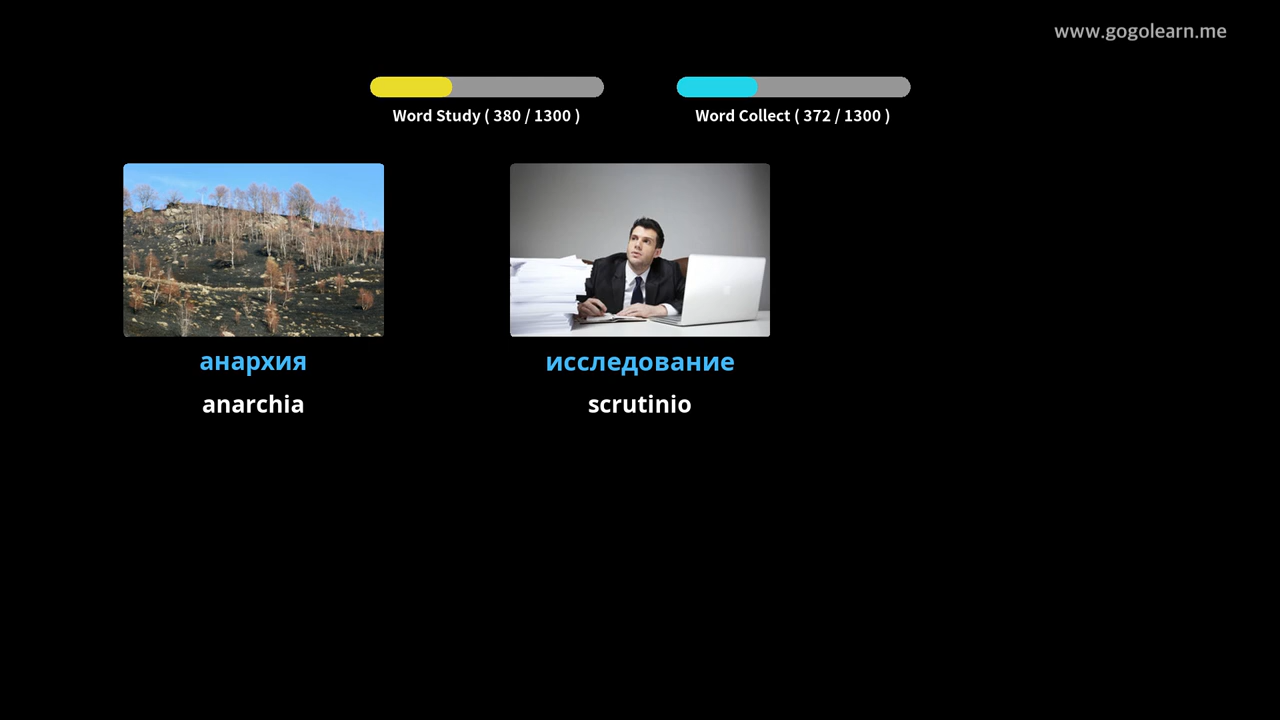 www.gogolearn.me
Word Study ( 380 / 1300 )
Word Collect ( 372 / 1300 )
анархия
anarchia
исследование
scrutinio